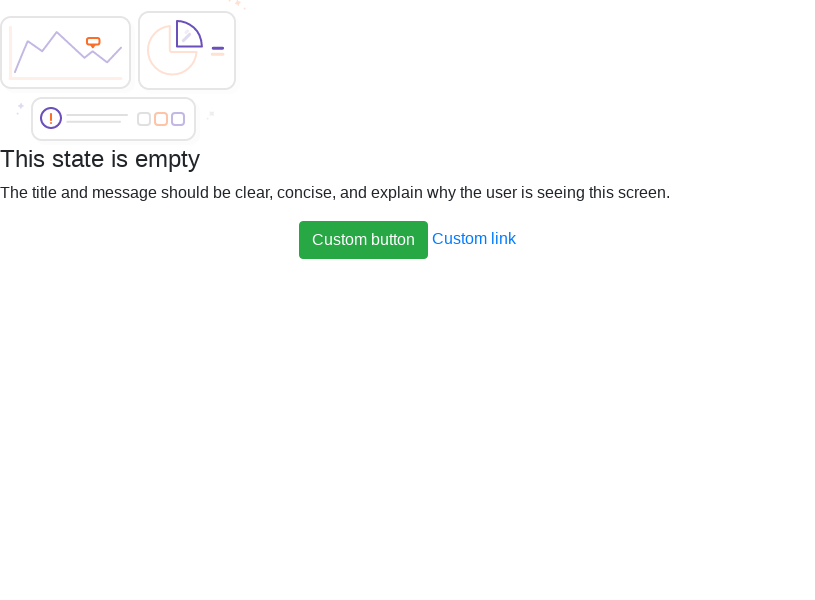 This state is empty
The title and message should be clear, concise, and explain why the user is seeing this screen.
Custom button Custom link